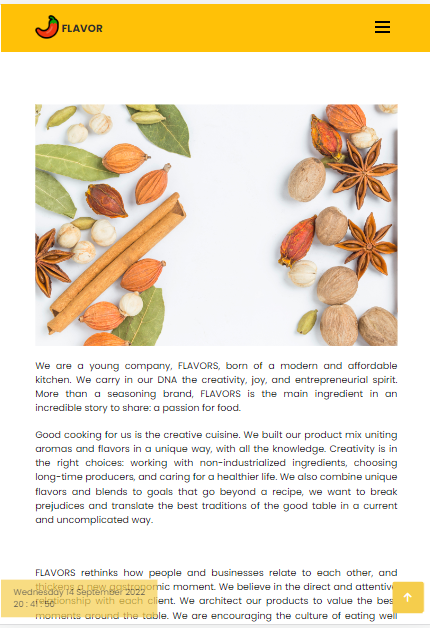 FLAVOR
We are a young company, FLAVORS, born of a modern and affordable
kitchen. We carry in our DNA the creativity, joy, and entrepreneurial spirit.
More than a seasoning brand, FLAVORS is the main ingredient in an
incredible story to share: a passion for food.
Good cooking for us is the creative cuisine. We built our product mix uniting
aromas and flavors in a unique way, with all the knowledge. Creativity is in
the right choices: working with non-industrialized ingredients, choosing
long-time producers, and caring for a healthier life. We also combine unique
flavors and blends to goals that go beyond a recipe, we want to break
prejudices and translate the best traditions of the good table in a current
and uncomplicated way.
FLAVORS rethinks how people and businesses relate to each other, and
thickens a new gastronomic moment. We believe in the direct and attentive
Wednesday 14 September 2022
relationship with each client. We architect our products to value the best
20 : 41 : 50
moments around the table. We are encouraging the culture of eating well